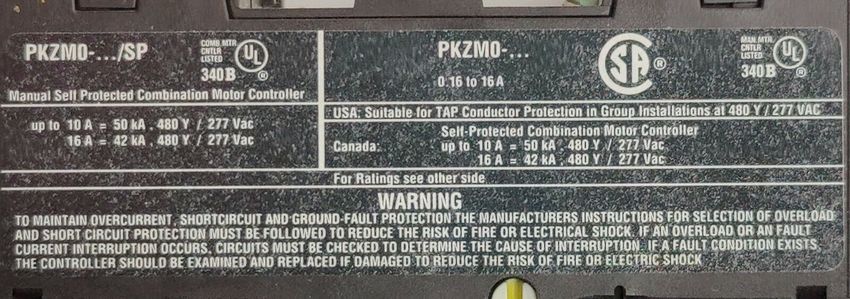 PKZM0-.../SP
COMB.MTR.
CNTLR
LISTED
340B
UL
®
Manual Self Protected Combination Motor Controller
up to 10 A = 50 kA . 480 Y / 277 Vac
16 A = 42 kA . 480 Y / 277 Vac
PKZM0-...
0.16 to 16 A
SA
®
MAN.MTR.
CNTLR
LISTED
340B
UL
®
USA: Suitable for TAP Conductor Protection in Group Installations at 480 Y / 277 VAC
Self-Protected Combination Motor Controller
Canada: up to 10 A = 50 kA . 480 Y / 277 Vac
16 A = 42 kA . 480 Y / 277 Vac
For Ratings see other side
WARNING
TO MAINTAIN OVERCURRENT, SHORTCIRCUIT AND GROUND-FAULT PROTECTION THE MANUFACTURERS INSTRUCTIONS FOR SELECTION OF OVERLOAD
AND SHORT CIRCUIT PROTECTION MUST BE FOLLOWED TO REDUCE THE RISK OF FIRE OR ELECTRICAL SHOCK. IF AN OVERLOAD OR AN FAULT
CURRENT INTERRUPTION OCCURS, CIRCUITS MUST BE CHECKED TO DETERMINE THE CAUSE OF INTERRUPTION. IF A FAULT CONDITION EXISTS,
THE CONTROLLER SHOULD BE EXAMINED AND REPLACED IF DAMAGED TO REDUCE THE RISK OF FIRE OR ELECTRIC SHOCK